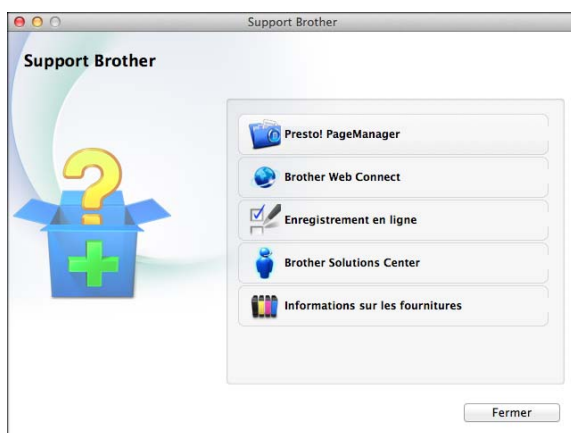 Support Brother
Support Brother
Presto! PageManager
Brother Web Connect
Enregistrement en ligne
Brother Solutions Center
Informations sur les fournitures
Fermer